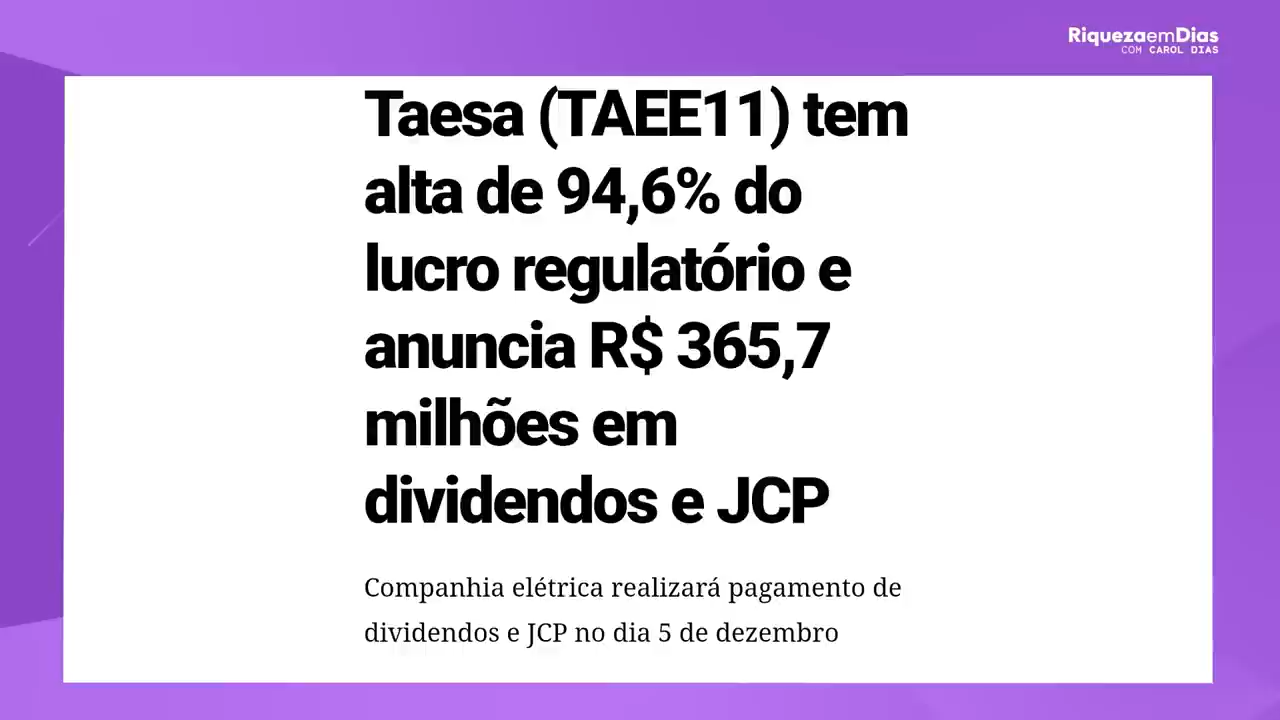 RiquezaemDias
COM CAROL DIAS
Taesa (TAEE11) tem
alta de 94,6% do
lucro regulatório e
anuncia R$ 365,7
milhões em
dividendos e JCP
Companhia elétrica realizará pagamento de
dividendos e JCP no dia 5 de dezembro